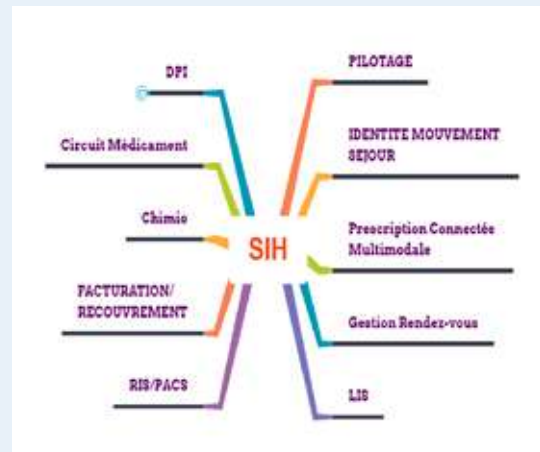 DPI
Circuit Médicament
Chimio
FACTURATION/
RECOUVREMENT
RIS/PACS
SIH
PILOTAGE
IDENTITE MOUVEMENT
SEJOUR
Prescription Connectée
Multimodale
Gestion Rendez-vous
LIS